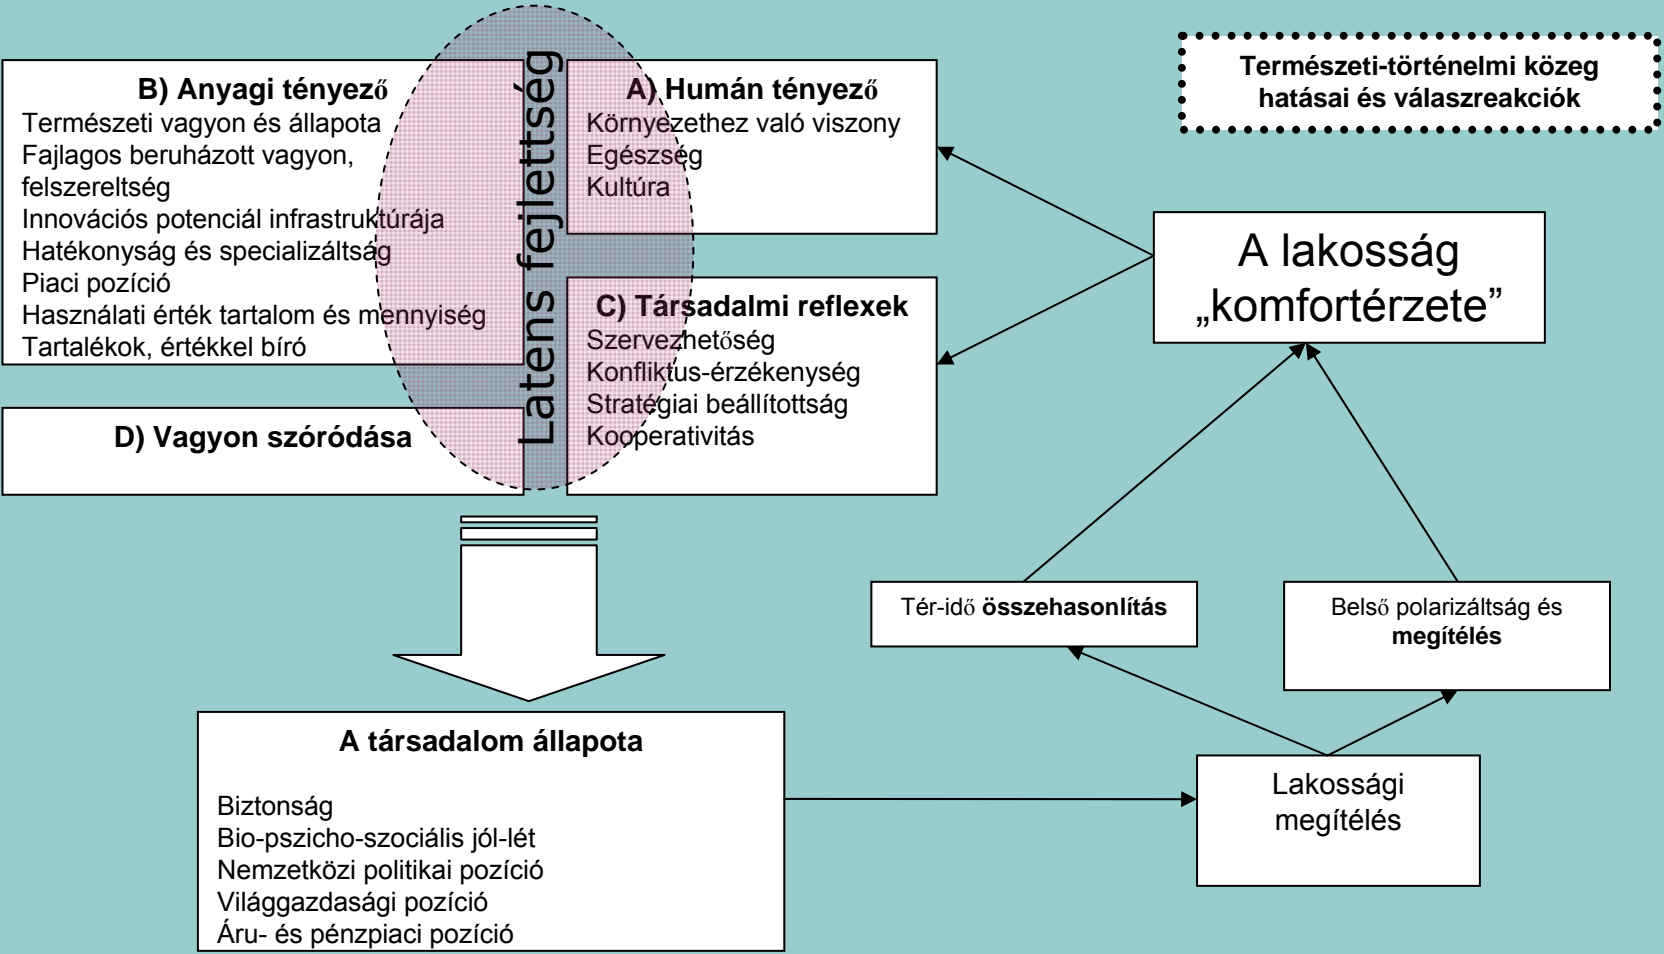 B) Anyagi tényező
Természeti vagyon és állapota
Fajlagos beruházott vagyon,
felszereltség
Innovációs potenciál infrastruktúrája
Hatékonyság és specializáltság
Piaci pozíció
Használati érték tartalom és mennyiség
Tartalékok, értékkel bíró
D) Vagyon szóródása
Latens fejlettség
A) Humán tényező
Környezethez való viszony
Egészség
Kultúra
C) Társadalmi reflexek
Szervezhetőség
Konfliktus-érzékenység
Stratégiai beállítottság
Kooperativitás
Természeti-történelmi közeg
hatásai és válaszreakciók
A lakosság
„komfortérzete”
Tér-idő összehasonlítás
Belső polarizáltság és
megítélés
A társadalom állapota
Biztonság
Bio-pszicho-szociális jól-lét
Nemzetközi politikai pozíció
Világgazdasági pozíció
Áru- és pénzpiaci pozíció
Lakossági
megítélés